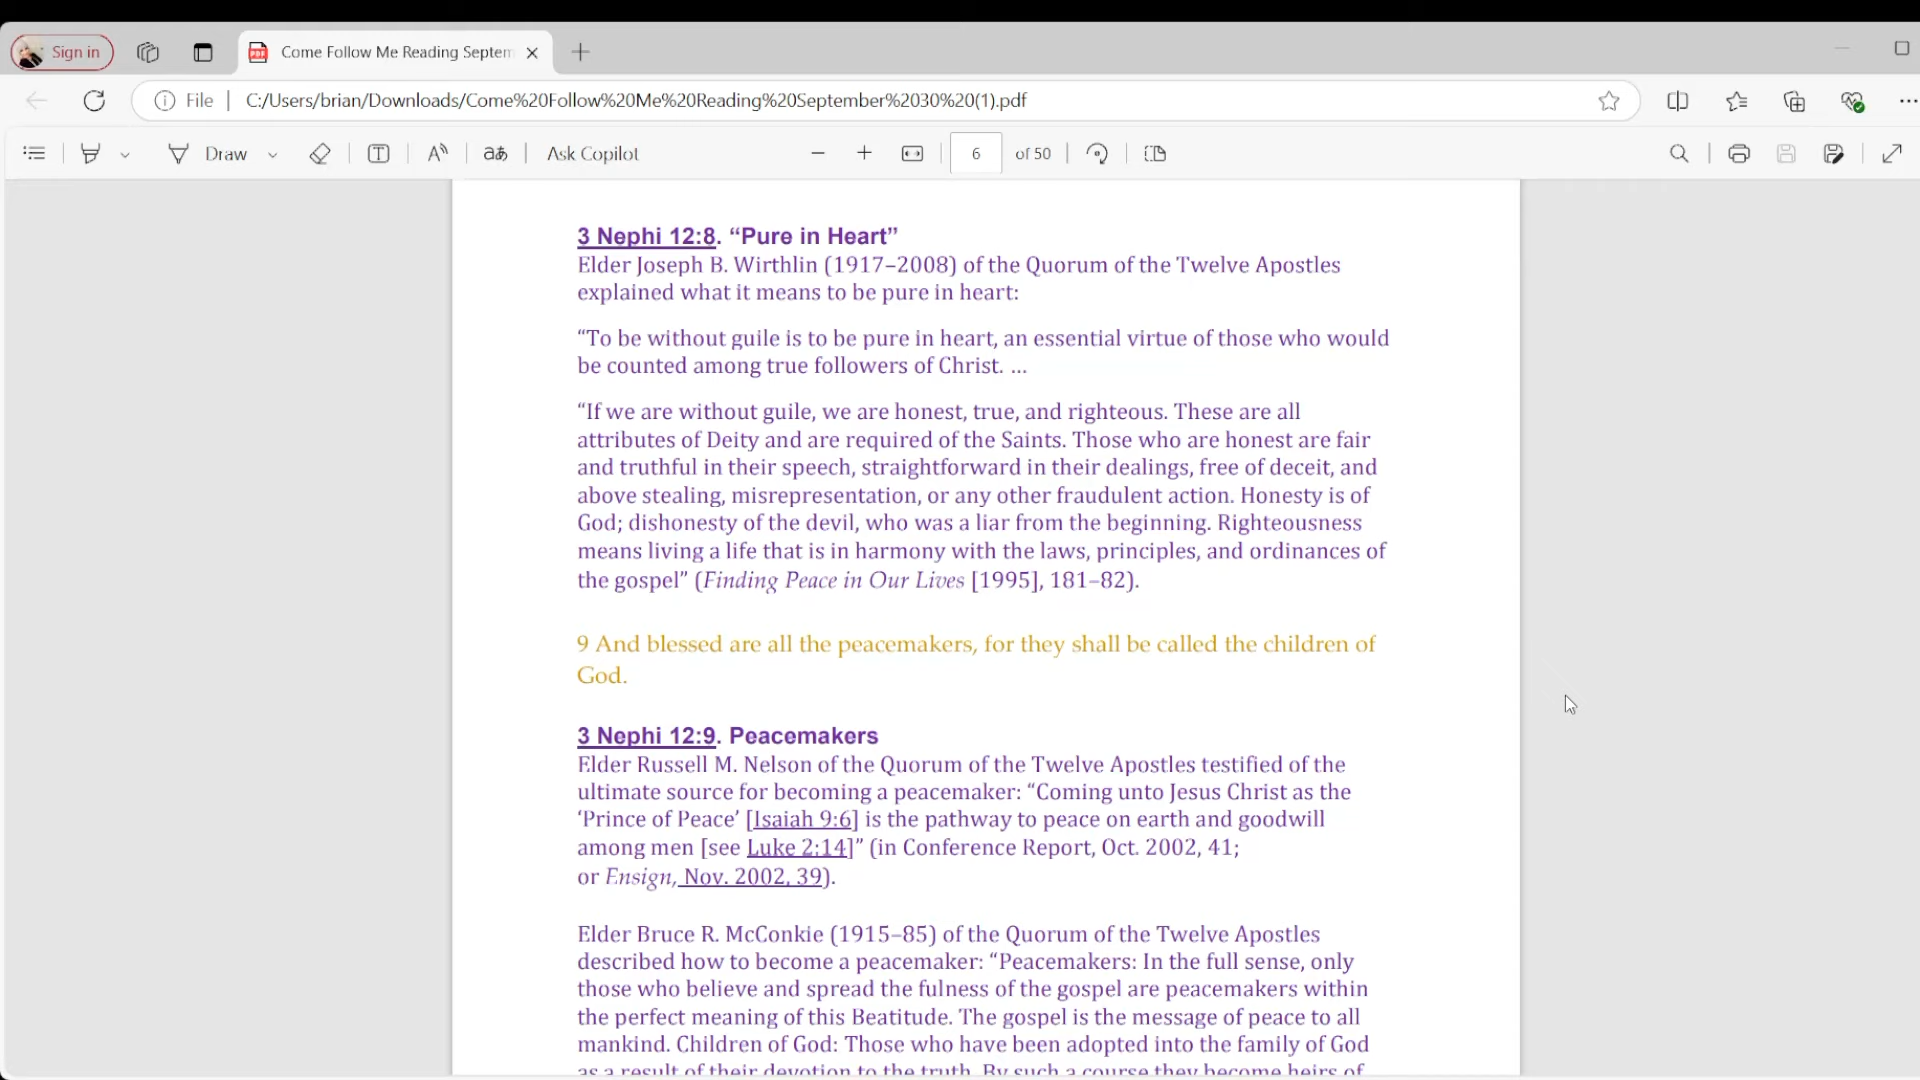 Sign in
Come Follow Me Reading Septem
File
C:/Users/brian/Downloads/Come%20Follow%20Me%20Reading%20September%2030%20(1).pdf
Draw
Ask Copilot
6 of 50
3 Nephi 12:8. “Pure in Heart”
Elder Joseph B. Wirthlin (1917–2008) of the Quorum of the Twelve Apostles
explained what it means to be pure in heart:
“To be without guile is to be pure in heart, an essential virtue of those who would
be counted among true followers of Christ. …
“If we are without guile, we are honest, true, and righteous. These are all
attributes of Deity and are required of the Saints. Those who are honest are fair
and truthful in their speech, straightforward in their dealings, free of deceit, and
above stealing, misrepresentation, or any other fraudulent action. Honesty is of
God; dishonesty of the devil, who was a liar from the beginning. Righteousness
means living a life that is in harmony with the laws, principles, and ordinances of
the gospel” (Finding Peace in Our Lives [1995], 181–82).
9 And blessed are all the peacemakers, for they shall be called the children of
God.
3 Nephi 12:9. Peacemakers
Elder Russell M. Nelson of the Quorum of the Twelve Apostles testified of the
ultimate source for becoming a peacemaker: “Coming unto Jesus Christ as the
‘Prince of Peace’ [Isaiah 9:6] is the pathway to peace on earth and goodwill
among men [see Luke 2:14]” (in Conference Report, Oct. 2002, 41;
or Ensign, Nov. 2002, 39).
Elder Bruce R. McConkie (1915–85) of the Quorum of the Twelve Apostles
described how to become a peacemaker: “Peacemakers: In the full sense, only
those who believe and spread the fulness of the gospel are peacemakers within
the perfect meaning of this Beatitude. The gospel is the message of peace to all
mankind. Children of God: Those who have been adopted into the family of God
as a result of their devotion to the truth. By such a course they become heirs of